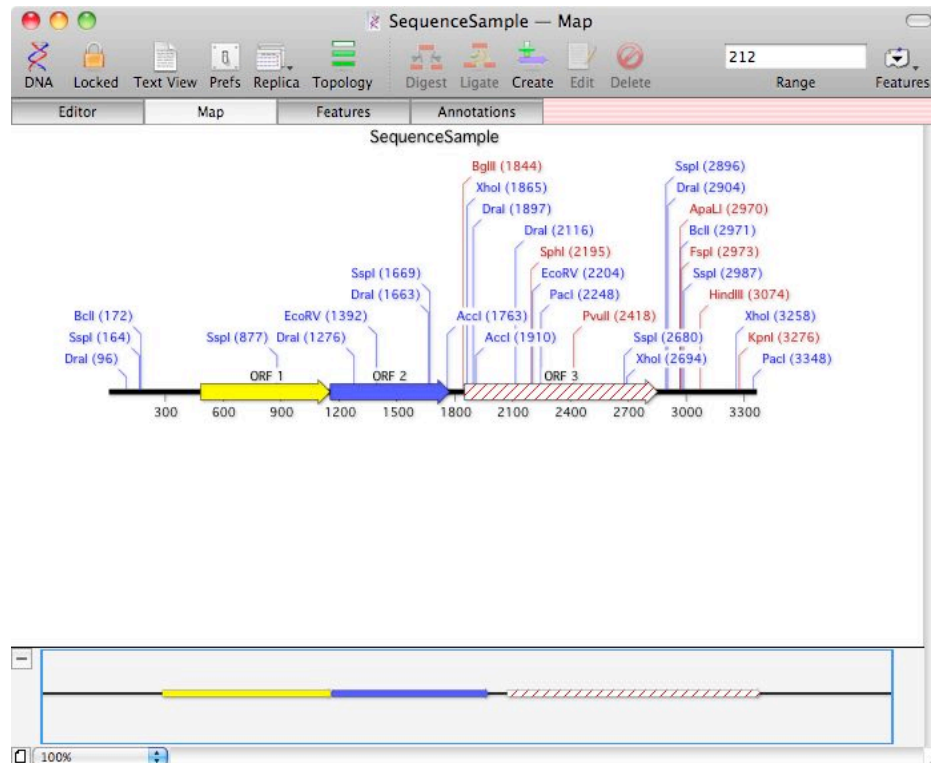 SequenceSample — Map
DNA Locked Text View Prefs Replica Topology Digest Ligate Create Edit Delete 212 Range Features
Editor Map Features Annotations
SequenceSample
BglII (1844) SspI (2896)
XhoI (1865) DraI (2904)
DraI (1897) ApaLI (2970)
DraI (2116) BclI (2971)
SphI (2195) FspI (2973)
SspI (1669) EcoRV (2204) SspI (2987)
DraI (1663) PacI (2248) HindIII (3074)
BclI (172) EcoRV (1392) AccI (1763) PvuII (2418) XhoI (3258)
SspI (164) SspI (877) DraI (1276) AccI (1910) SspI (2680) KpnI (3276)
DraI (96) XhoI (2694) PacI (3348)
ORF 1 ORF 2 ORF 3
300 600 900 1200 1500 1800 2100 2400 2700 3000 3300
100%